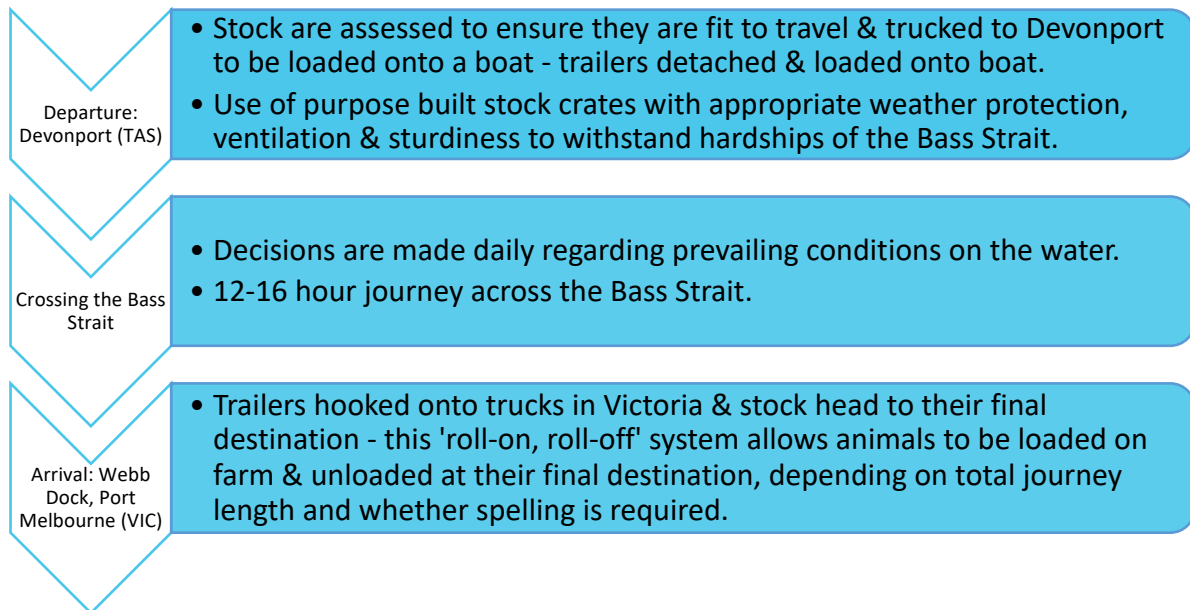 Departure:
Devonport (TAS)
• Stock are assessed to ensure they are fit to travel & trucked to Devonport
to be loaded onto a boat - trailers detached & loaded onto boat.
• Use of purpose built stock crates with appropriate weather protection,
ventilation & sturdiness to withstand hardships of the Bass Strait.
Crossing the Bass
Strait
• Decisions are made daily regarding prevailing conditions on the water.
• 12-16 hour journey across the Bass Strait.
Arrival: Webb
Dock, Port
Melbourne (VIC)
• Trailers hooked onto trucks in Victoria & stock head to their final
destination - this 'roll-on, roll-off' system allows animals to be loaded on
farm & unloaded at their final destination, depending on total journey
length and whether spelling is required.